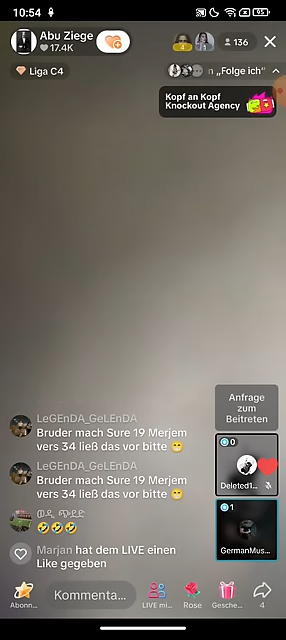 10:54
95
Abu Ziege
17.4K
136
Liga C4
n „Folge ich“
Kopf an Kopf
Knockout Agency
Anfrage
zum
Beitreten
LeGEnDA_GeLEnDA
Bruder mach Sure 19 Merjem
vers 34 ließ das vor bitte 😁
0
Deleted1...
LeGEnDA_GeLEnDA
Bruder mach Sure 19 Merjem
vers 34 ließ das vor bitte 😁
1
GermanMus...
🤣🤣🤣
Marjan hat dem LIVE einen
Like gegeben
Abonn...
Kommenta...
LIVE mi...
Rose
Gesche...
4